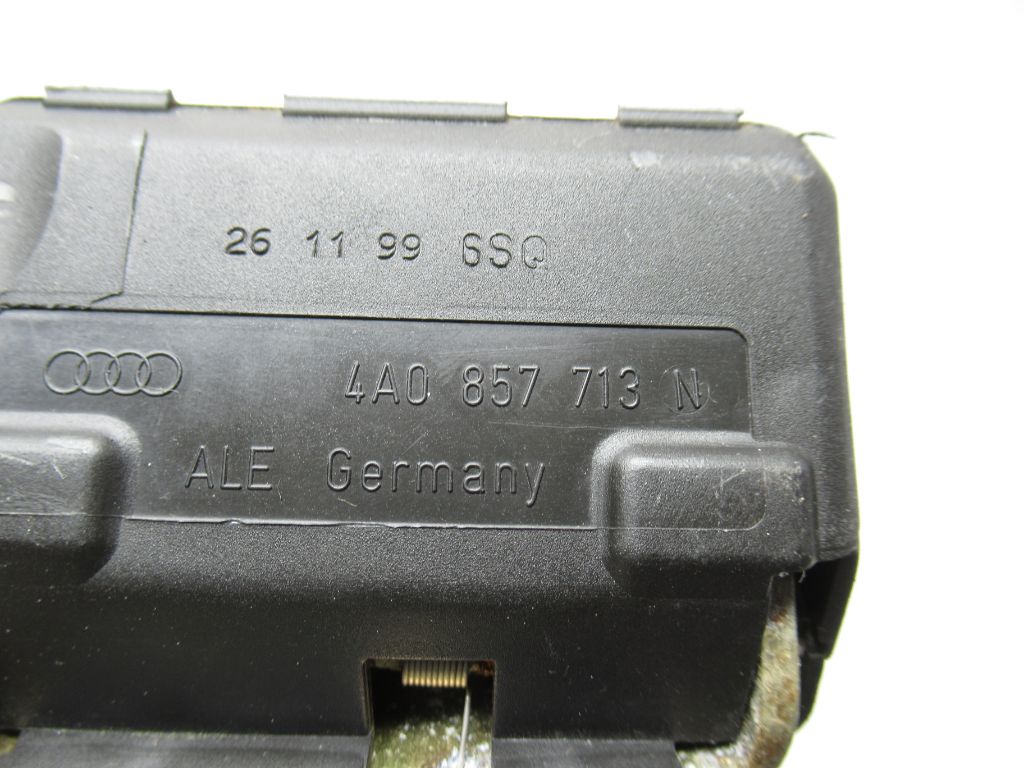 26 11 99 6SQ
4A0 857 713 N
ALE Germany